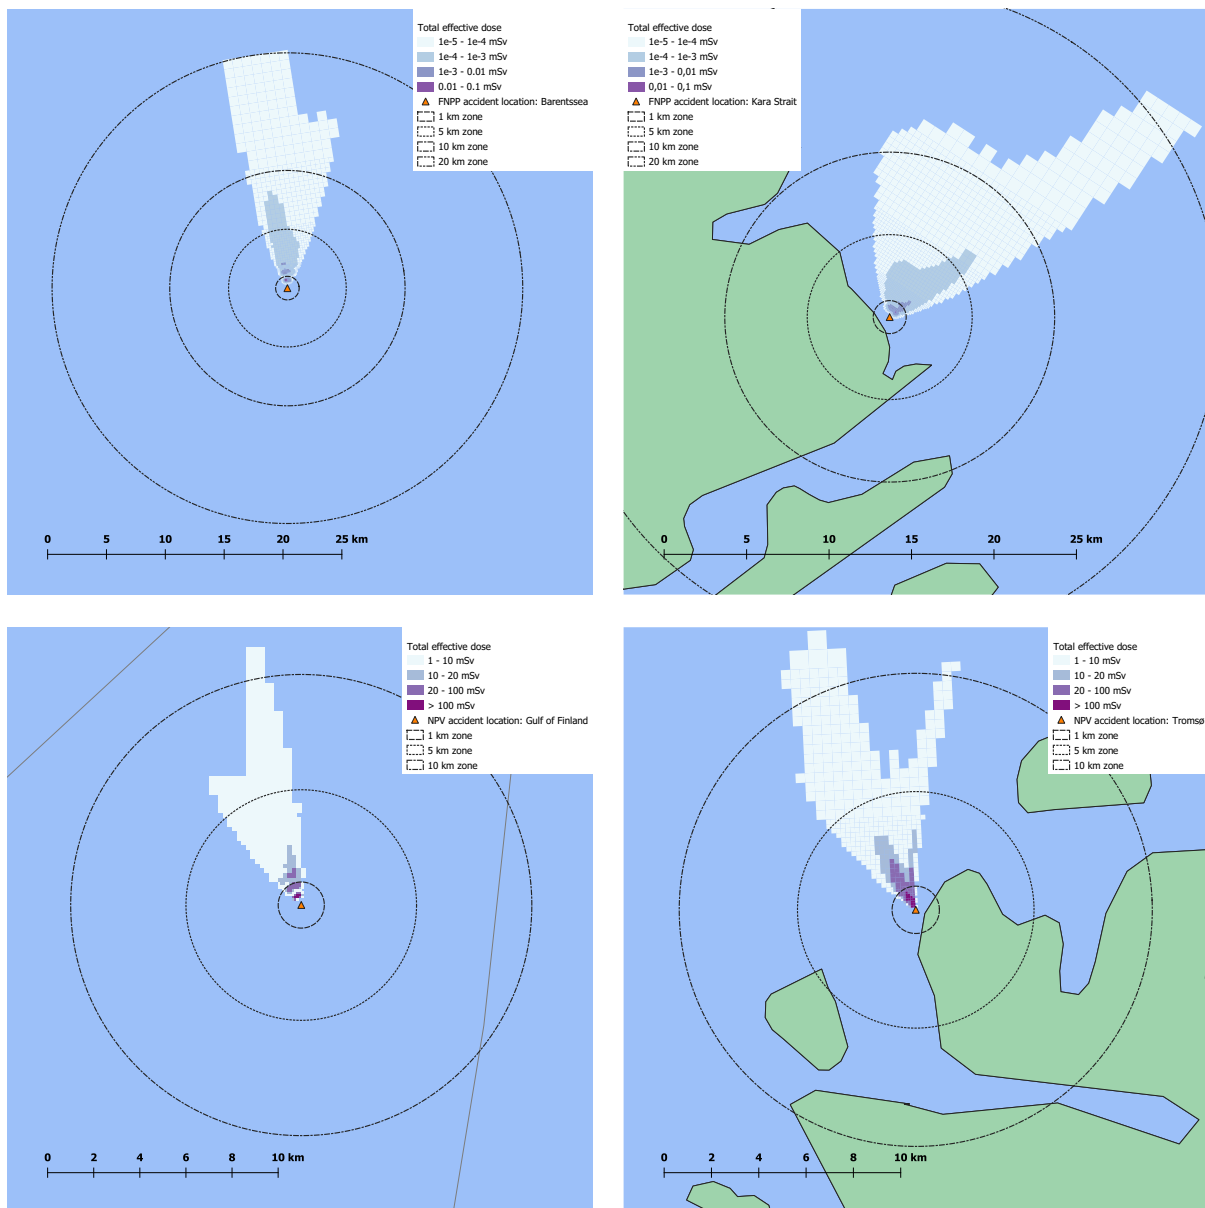 Total effective dose
1e-5 - 1e-4 mSv
1e-4 - 1e-3 mSv
1e-3 - 0.01 mSv
0.01 - 0.1 mSv
FNPP accident location: Barentssea
1 km zone
5 km zone
10 km zone
20 km zone
0 5 10 15 20 25 km
Total effective dose
1e-5 - 1e-4 mSv
1e-4 - 1e-3 mSv
1e-3 - 0,01 mSv
0,01 - 0,1 mSv
FNPP accident location: Kara Strait
1 km zone
5 km zone
10 km zone
20 km zone
0 5 10 15 20 25 km
Total effective dose
1 - 10 mSv
10 - 20 mSv
20 - 100 mSv
> 100 mSv
NPV accident location: Gulf of Finland
1 km zone
5 km zone
10 km zone
0 2 4 6 8 10 km
Total effective dose
1 - 10 mSv
10 - 20 mSv
20 - 100 mSv
> 100 mSv
NPV accident location: Tromsø
1 km zone
5 km zone
10 km zone
0 2 4 6 8 10 km